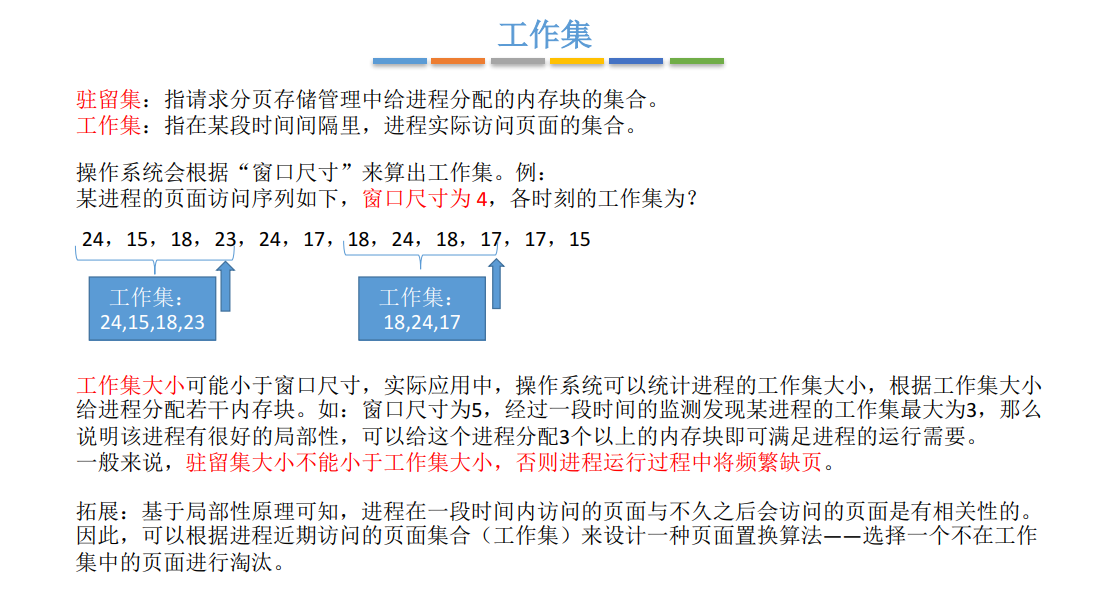 工作集
驻留集：指请求分页存储管理中给进程分配的内存块的集合。
工作集：指在某段时间间隔里，进程实际访问页面的集合。
操作系统会根据“窗口尺寸”来算出工作集。例：
某进程的页面访问序列如下，窗口尺寸为 4，各时刻的工作集为？
24，15，18，23，24，17，18，24，18，17，17，15
工作集：
24,15,18,23
工作集：
18,24,17
工作集大小可能小于窗口尺寸，实际应用中，操作系统可以统计进程的工作集大小，根据工作集大小
给进程分配若干内存块。如：窗口尺寸为5，经过一段时间的监测发现某进程的工作集最大为3，那么
说明该进程有很好的局部性，可以给这个进程分配3个以上的内存块即可满足进程的运行需要。
一般来说，驻留集大小不能小于工作集大小，否则进程运行过程中将频繁缺页。
拓展：基于局部性原理可知，进程在一段时间内访问的页面与不久之后会访问的页面是有相关性的。
因此，可以根据进程近期访问的页面集合（工作集）来设计一种页面置换算法——选择一个不在工作
集中的页面进行淘汰。